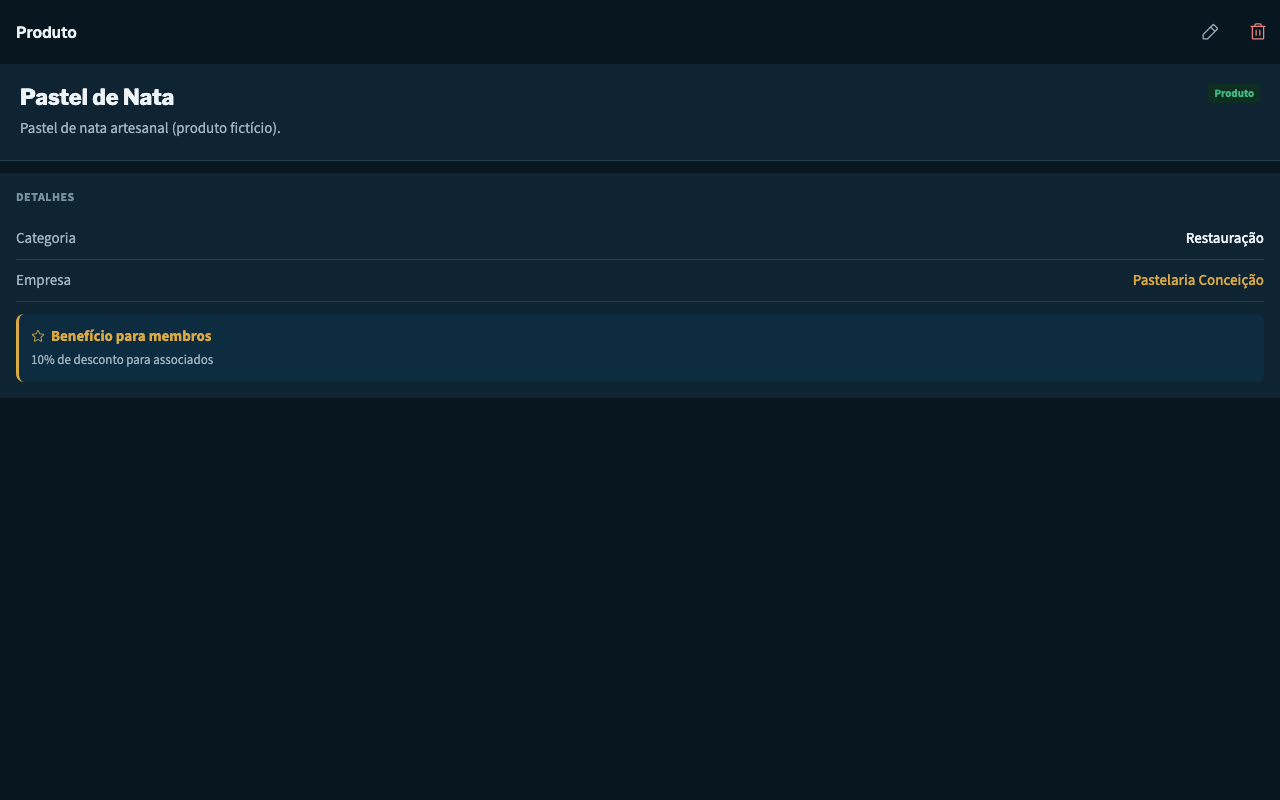 Produto
Pastel de Nata
Produto
Pastel de nata artesanal (produto fictício).
DETALHES
Categoria
Restauração
Empresa
Pastelaria Conceição
Benefício para membros
10% de desconto para associados